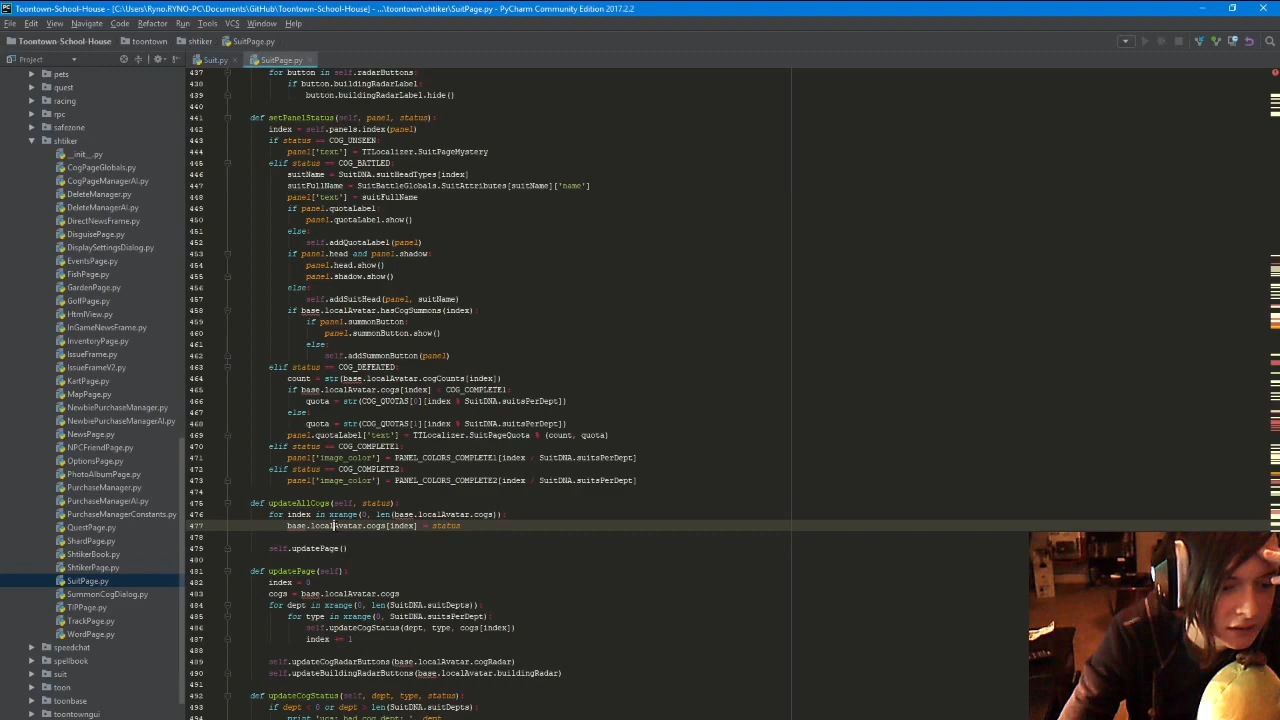 Toontown-School-House - [C:\Users\Ryno.RYNO-PC\Documents\GitHub\Toontown-School-House] - ...\toontown\shtiker\SuitPage.py - PyCharm Community Edition 2017.2.2
File Edit View Navigate Code Refactor Run Tools VCS Window Help
Toontown-School-House toontown shtiker SuitPage.py
Project
Suit.py SuitPage.py
pets
quest
racing
rpc
safezone
shtiker
__init__.py
CogPageGlobals.py
CogPageManagerAI.py
DeleteManager.py
DeleteManagerAI.py
DirectNewsFrame.py
DisguisePage.py
DisplaySettingsDialog.py
EventsPage.py
FishPage.py
GardenPage.py
GolfPage.py
HtmlView.py
InGameNewsFrame.py
InventoryPage.py
IssueFrame.py
IssueFrameV2.py
KartPage.py
MapPage.py
NewbiePurchaseManager.py
NewbiePurchaseManagerAI.py
NewsPage.py
NPCFriendPage.py
OptionsPage.py
PhotoAlbumPage.py
PurchaseManager.py
PurchaseManagerAI.py
PurchaseManagerConstants.py
QuestPage.py
ShardPage.py
ShtikerBook.py
ShtikerPage.py
SuitPage.py
SummonCogDialog.py
TIPPage.py
TrackPage.py
WordPage.py
speedchat
spellbook
suit
toon
toonbase
toontowngui
437 for button in self.radarButtons:
438 if button.buildingRadarLabel:
439 button.buildingRadarLabel.hide()
440
441 def setPanelStatus(self, panel, status):
442 index = self.panels.index(panel)
443 if status == COG_UNSEEN:
444 panel['text'] = TTLocalizer.SuitPageMystery
445 elif status == COG_BATTLED:
446 suitName = SuitDNA.suitHeadTypes[index]
447 suitFullName = SuitBattleGlobals.SuitAttributes[suitName]['name']
448 panel['text'] = suitFullName
449 if panel.quotaLabel:
450 panel.quotaLabel.show()
451 else:
452 self.addQuotaLabel(panel)
453 if panel.head and panel.shadow:
454 panel.head.show()
455 panel.shadow.show()
456 else:
457 self.addSuitHead(panel, suitName)
458 if base.localAvatar.hasCogSummons(index):
459 if panel.summonButton:
460 panel.summonButton.show()
461 else:
462 self.addSummonButton(panel)
463 elif status == COG_DEFEATED:
464 count = str(base.localAvatar.cogCounts[index])
465 if base.localAvatar.cogs[index] < COG_COMPLETE1:
466 quota = str(COG_QUOTAS[0][index % SuitDNA.suitsPerDept])
467 else:
468 quota = str(COG_QUOTAS[1][index % SuitDNA.suitsPerDept])
469 panel.quotaLabel['text'] = TTLocalizer.SuitPageQuota % (count, quota)
470 elif status == COG_COMPLETE1:
471 panel['image_color'] = PANEL_COLORS_COMPLETE1[index / SuitDNA.suitsPerDept]
472 elif status == COG_COMPLETE2:
473 panel['image_color'] = PANEL_COLORS_COMPLETE2[index / SuitDNA.suitsPerDept]
474
475 def updateAllCogs(self, status):
476 for index in xrange(0, len(base.localAvatar.cogs)):
477 base.localAvatar.cogs[index] = status
478
479 self.updatePage()
480
481 def updatePage(self):
482 index = 0
483 cogs = base.localAvatar.cogs
484 for dept in xrange(0, len(SuitDNA.suitDepts)):
485 for type in xrange(0, SuitDNA.suitsPerDept):
486 self.updateCogStatus(dept, type, cogs[index])
487 index += 1
488
489 self.updateCogRadarButtons(base.localAvatar.cogRadar)
490 self.updateBuildingRadarButtons(base.localAvatar.buildingRadar)
491
492 def updateCogStatus(self, dept, type, status):
493 if dept < 0 or dept > len(SuitDNA.suitDepts):
494 print 'ucs: bad cog dept: ', dept